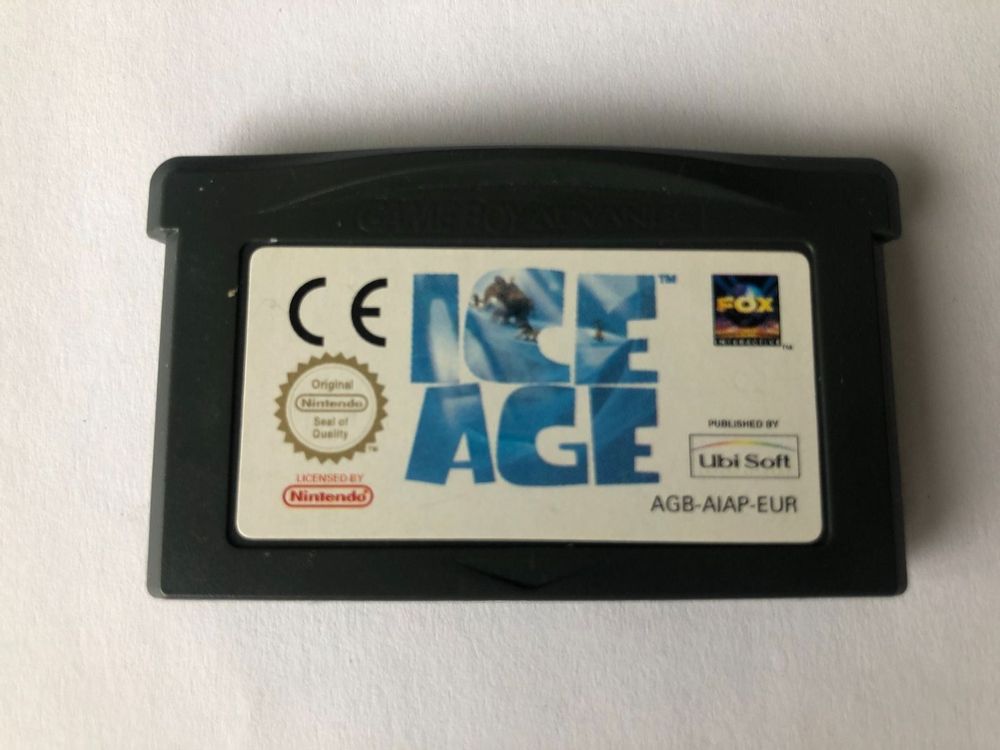 GAME BOY ADVANCE
CE
ICE
AGE
™
FOX
INTERACTIVE
™
Original
Nintendo
Seal of
Quality
™
LICENSED BY
Nintendo®
PUBLISHED BY
Ubi Soft
AGB-AIAP-EUR